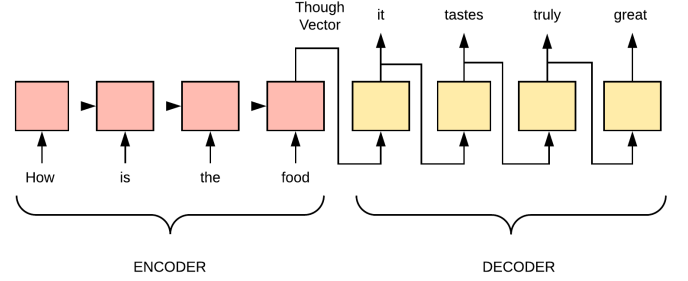 Though
Vector
it tastes truly great
How is the food
ENCODER DECODER